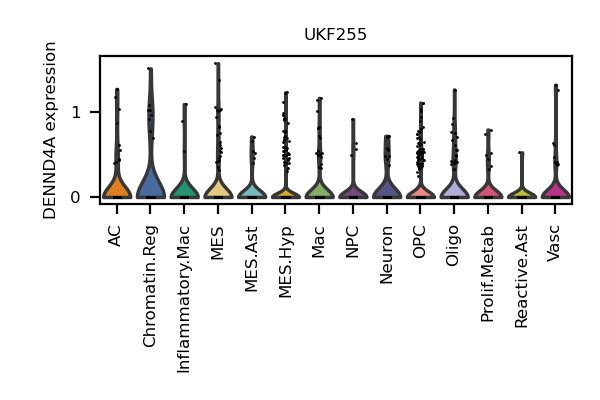 UKF255
DENND4A expression
1
0
AC
Chromatin.Reg
Inflammatory.Mac
MES
MES.Ast
MES.Hyp
Mac
NPC
Neuron
OPC
Oligo
Prolif.Metab
Reactive.Ast
Vasc